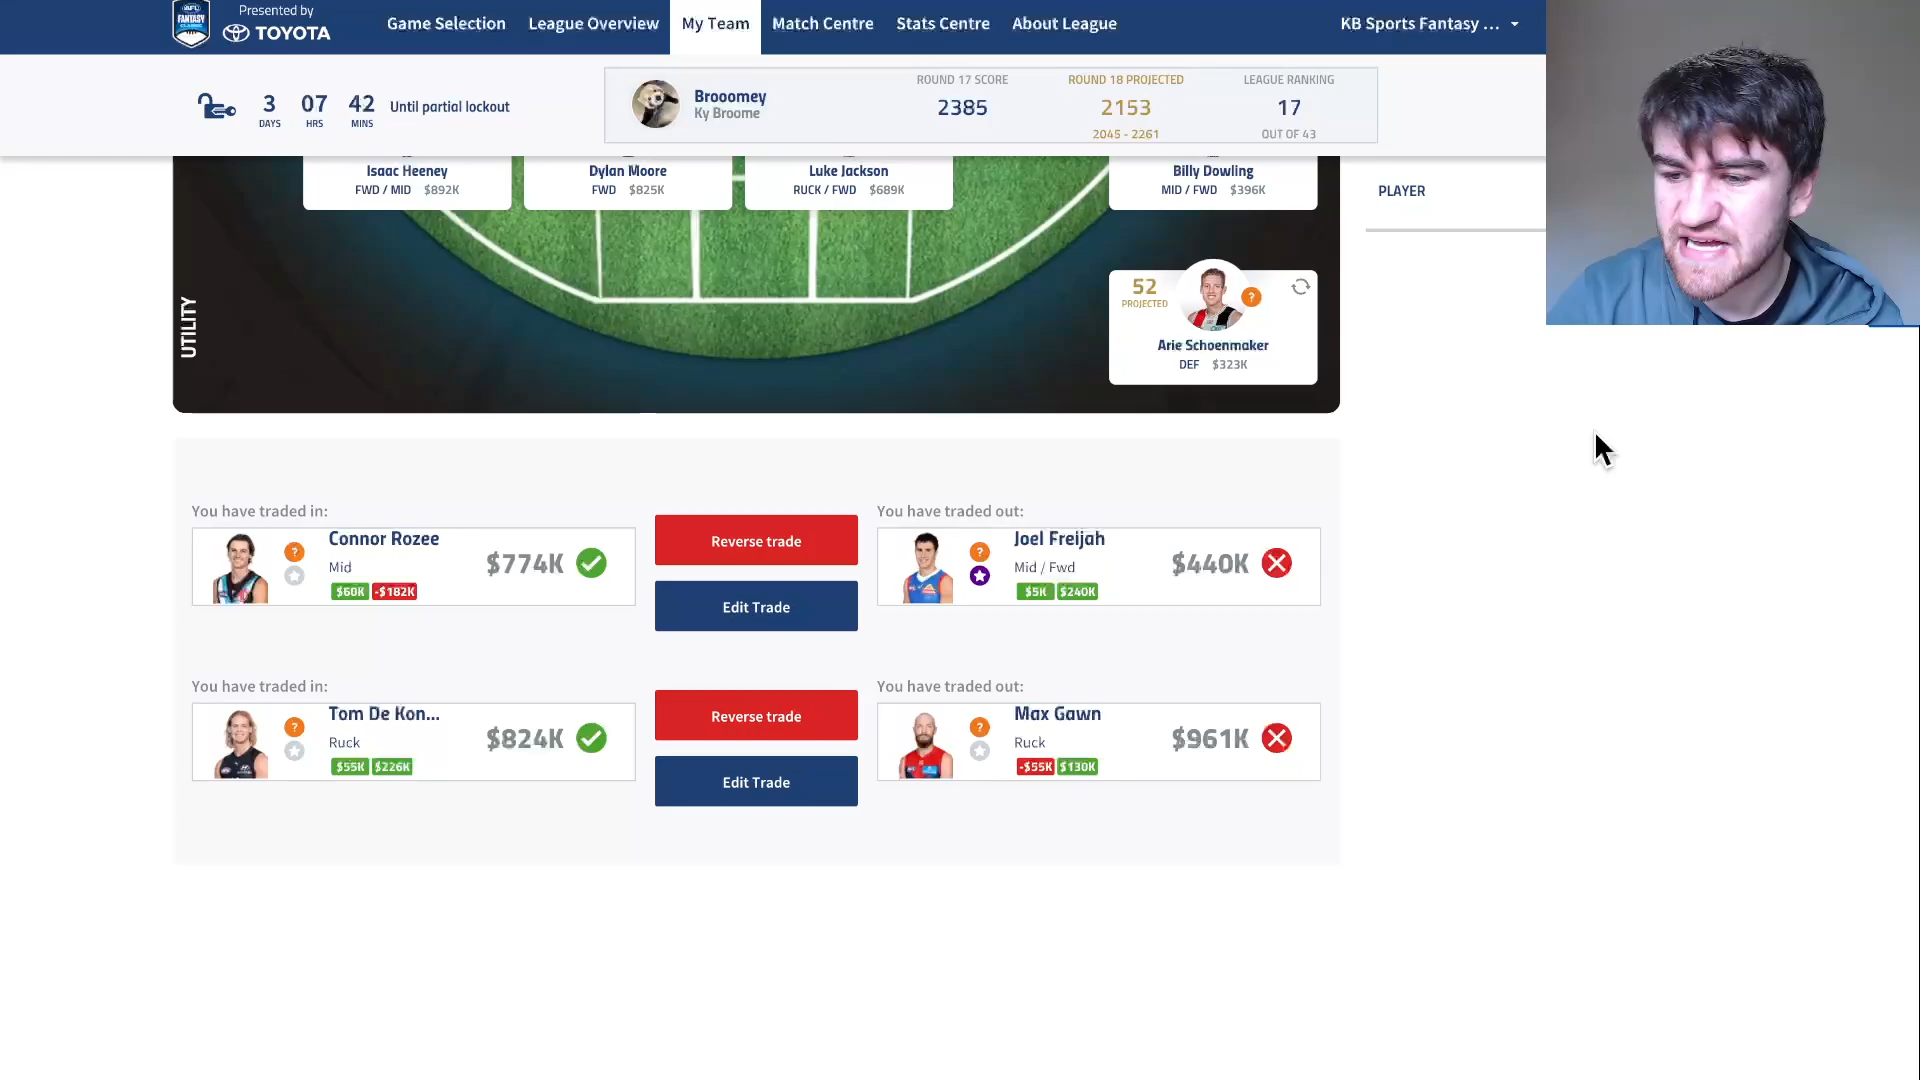 Presented by
AFL FANTASY CLASSIC
TOYOTA
Game Selection
League Overview
My Team
Match Centre
Stats Centre
About League
KB Sports Fantasy ...
3 07 42 Until partial lockout
DAYS HRS MINS
Brooomey
Ky Broome
ROUND 17 SCORE
2385
ROUND 18 PROJECTED
2153
2045 - 2261
LEAGUE RANKING
17
OUT OF 43
Isaac Heeney
FWD / MID $892K
Dylan Moore
FWD $825K
Luke Jackson
RUCK / FWD $689K
Billy Dowling
MID / FWD $396K
PLAYER
UTILITY
52
PROJECTED
?
Arie Schoenmaker
DEF $323K
You have traded in:
? Connor Rozee
Mid
$60K -$182K
$774K
Reverse trade
Edit Trade
You have traded out:
? Joel Freijah
Mid / Fwd
$5K $240K
$440K
You have traded in:
? Tom De Kon...
Ruck
$55K $226K
$824K
Reverse trade
Edit Trade
You have traded out:
? Max Gawn
Ruck
-$55K $130K
$961K